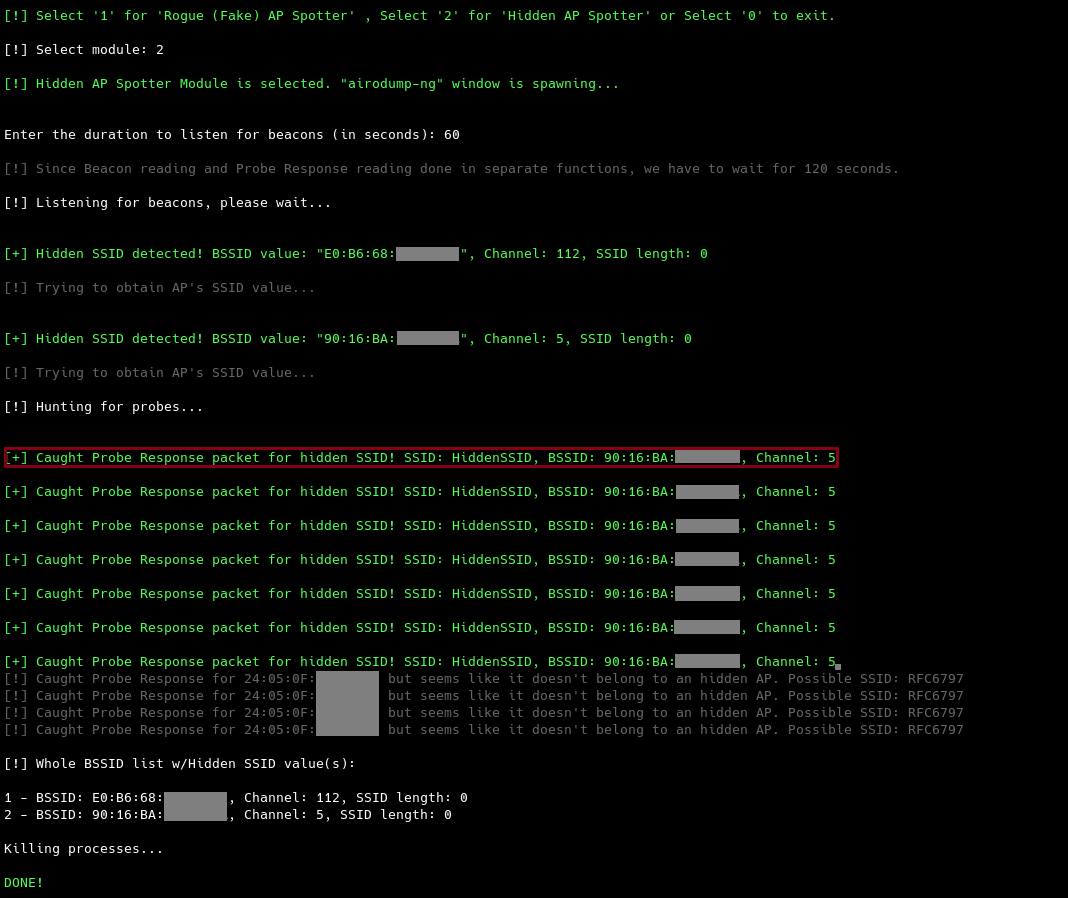 [!] Select '1' for 'Rogue (Fake) AP Spotter' , Select '2' for 'Hidden AP Spotter' or Select '0' to exit.
[!] Select module: 2
[!] Hidden AP Spotter Module is selected. "airodump-ng" window is spawning...
Enter the duration to listen for beacons (in seconds): 60
[!] Since Beacon reading and Probe Response reading done in separate functions, we have to wait for 120 seconds.
[!] Listening for beacons, please wait...
[+] Hidden SSID detected! BSSID value: "E0:B6:68: ", Channel: 112, SSID length: 0
[!] Trying to obtain AP's SSID value...
[+] Hidden SSID detected! BSSID value: "90:16:BA: ", Channel: 5, SSID length: 0
[!] Trying to obtain AP's SSID value...
[!] Hunting for probes...
[+] Caught Probe Response packet for hidden SSID! SSID: HiddenSSID, BSSID: 90:16:BA: , Channel: 5
[+] Caught Probe Response packet for hidden SSID! SSID: HiddenSSID, BSSID: 90:16:BA: , Channel: 5
[+] Caught Probe Response packet for hidden SSID! SSID: HiddenSSID, BSSID: 90:16:BA: , Channel: 5
[+] Caught Probe Response packet for hidden SSID! SSID: HiddenSSID, BSSID: 90:16:BA: , Channel: 5
[+] Caught Probe Response packet for hidden SSID! SSID: HiddenSSID, BSSID: 90:16:BA: , Channel: 5
[+] Caught Probe Response packet for hidden SSID! SSID: HiddenSSID, BSSID: 90:16:BA: , Channel: 5
[+] Caught Probe Response packet for hidden SSID! SSID: HiddenSSID, BSSID: 90:16:BA: , Channel: 5
[!] Caught Probe Response for 24:05:0F: but seems like it doesn't belong to an hidden AP. Possible SSID: RFC6797
[!] Caught Probe Response for 24:05:0F: but seems like it doesn't belong to an hidden AP. Possible SSID: RFC6797
[!] Caught Probe Response for 24:05:0F: but seems like it doesn't belong to an hidden AP. Possible SSID: RFC6797
[!] Caught Probe Response for 24:05:0F: but seems like it doesn't belong to an hidden AP. Possible SSID: RFC6797
[!] Whole BSSID list w/Hidden SSID value(s):
1 - BSSID: E0:B6:68: , Channel: 112, SSID length: 0
2 - BSSID: 90:16:BA: , Channel: 5, SSID length: 0
Killing processes...
DONE!